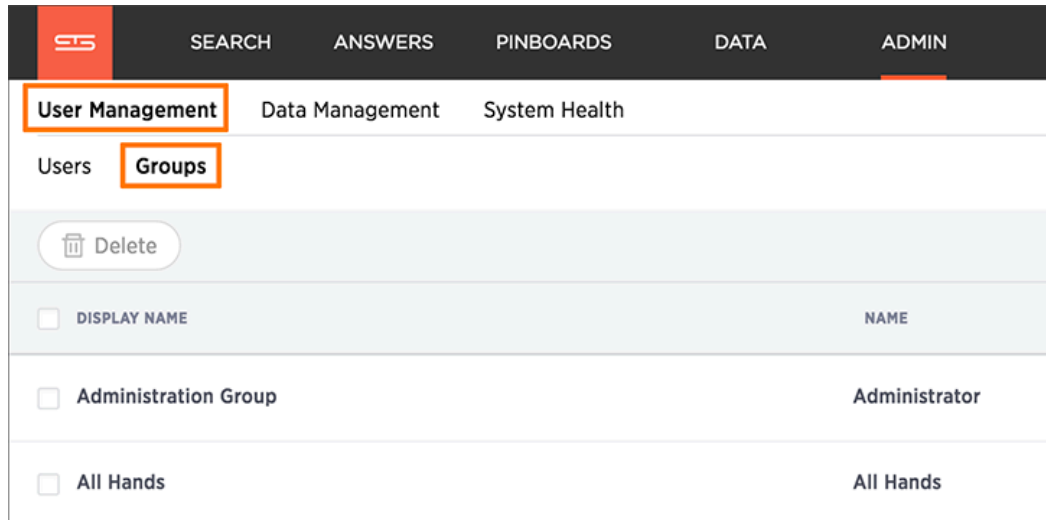 SEARCH ANSWERS PINBOARDS DATA ADMIN
User Management Data Management System Health
Users Groups
Delete
DISPLAY NAME NAME
Administration Group Administrator
All Hands All Hands